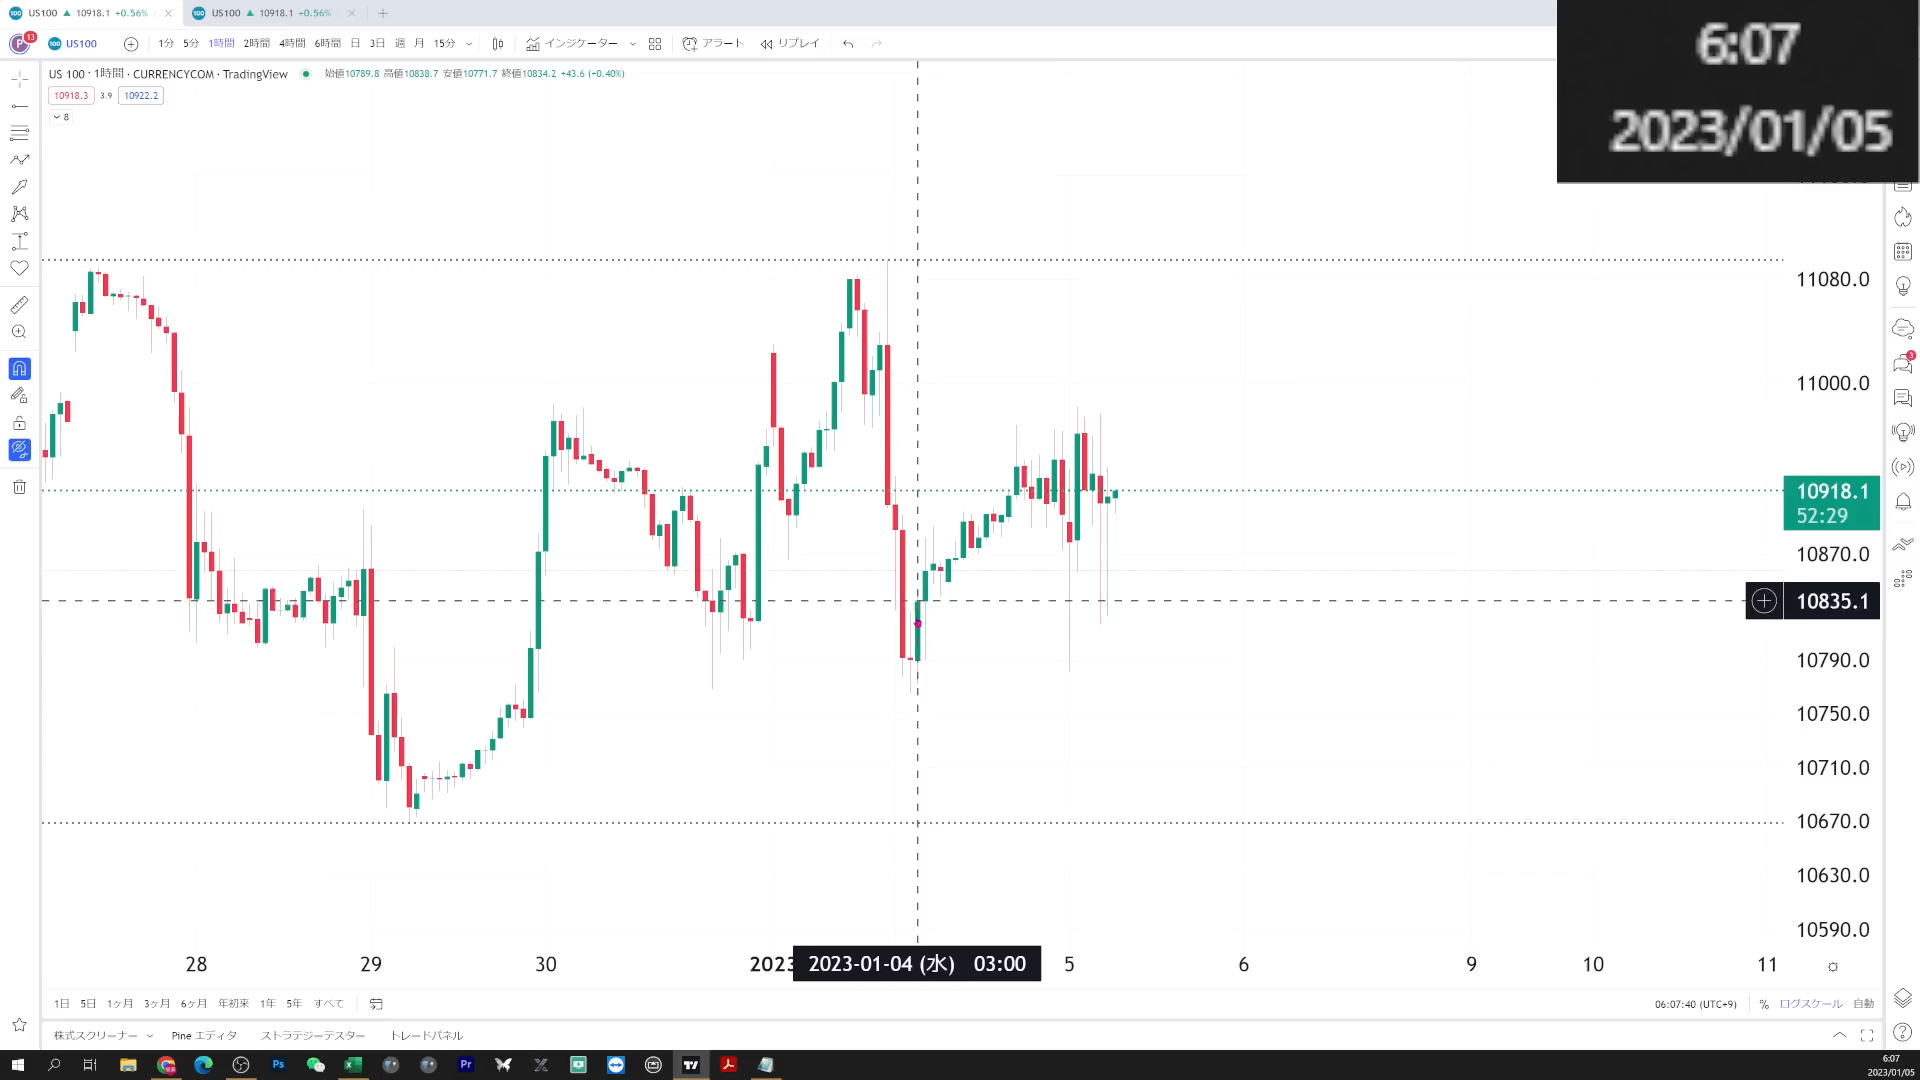 US100 ▲ 10918.1 +0.56%
US100 ▲ 10918.1 +0.56%
6:07
2023/01/05
P 13
100 US100
1分 5分 1時間 2時間 4時間 6時間 日 3日 週 月 15分
インジケーター
アラート
リプレイ
US 100 · 1時間 · CURRENCYCOM · TradingView
始値10789.8 高値10838.7 安値10771.7 終値10834.2 +43.6 (+0.40%)
10918.3 3.9 10922.2
8
11080.0
11000.0
10918.1
52:29
10870.0
10835.1
10790.0
10750.0
10710.0
10670.0
10630.0
10590.0
3
28 29 30 2023 2023-01-04 (水) 03:00 5 6 9 10 11
1日 5日 1ヶ月 3ヶ月 6ヶ月 年初来 1年 5年 すべて
06:07:40 (UTC+9) % ログスケール 自動
株式スクリーナー Pine エディタ ストラテジーテスター トレードパネル
Ps
Pr
6:07
2023/01/05